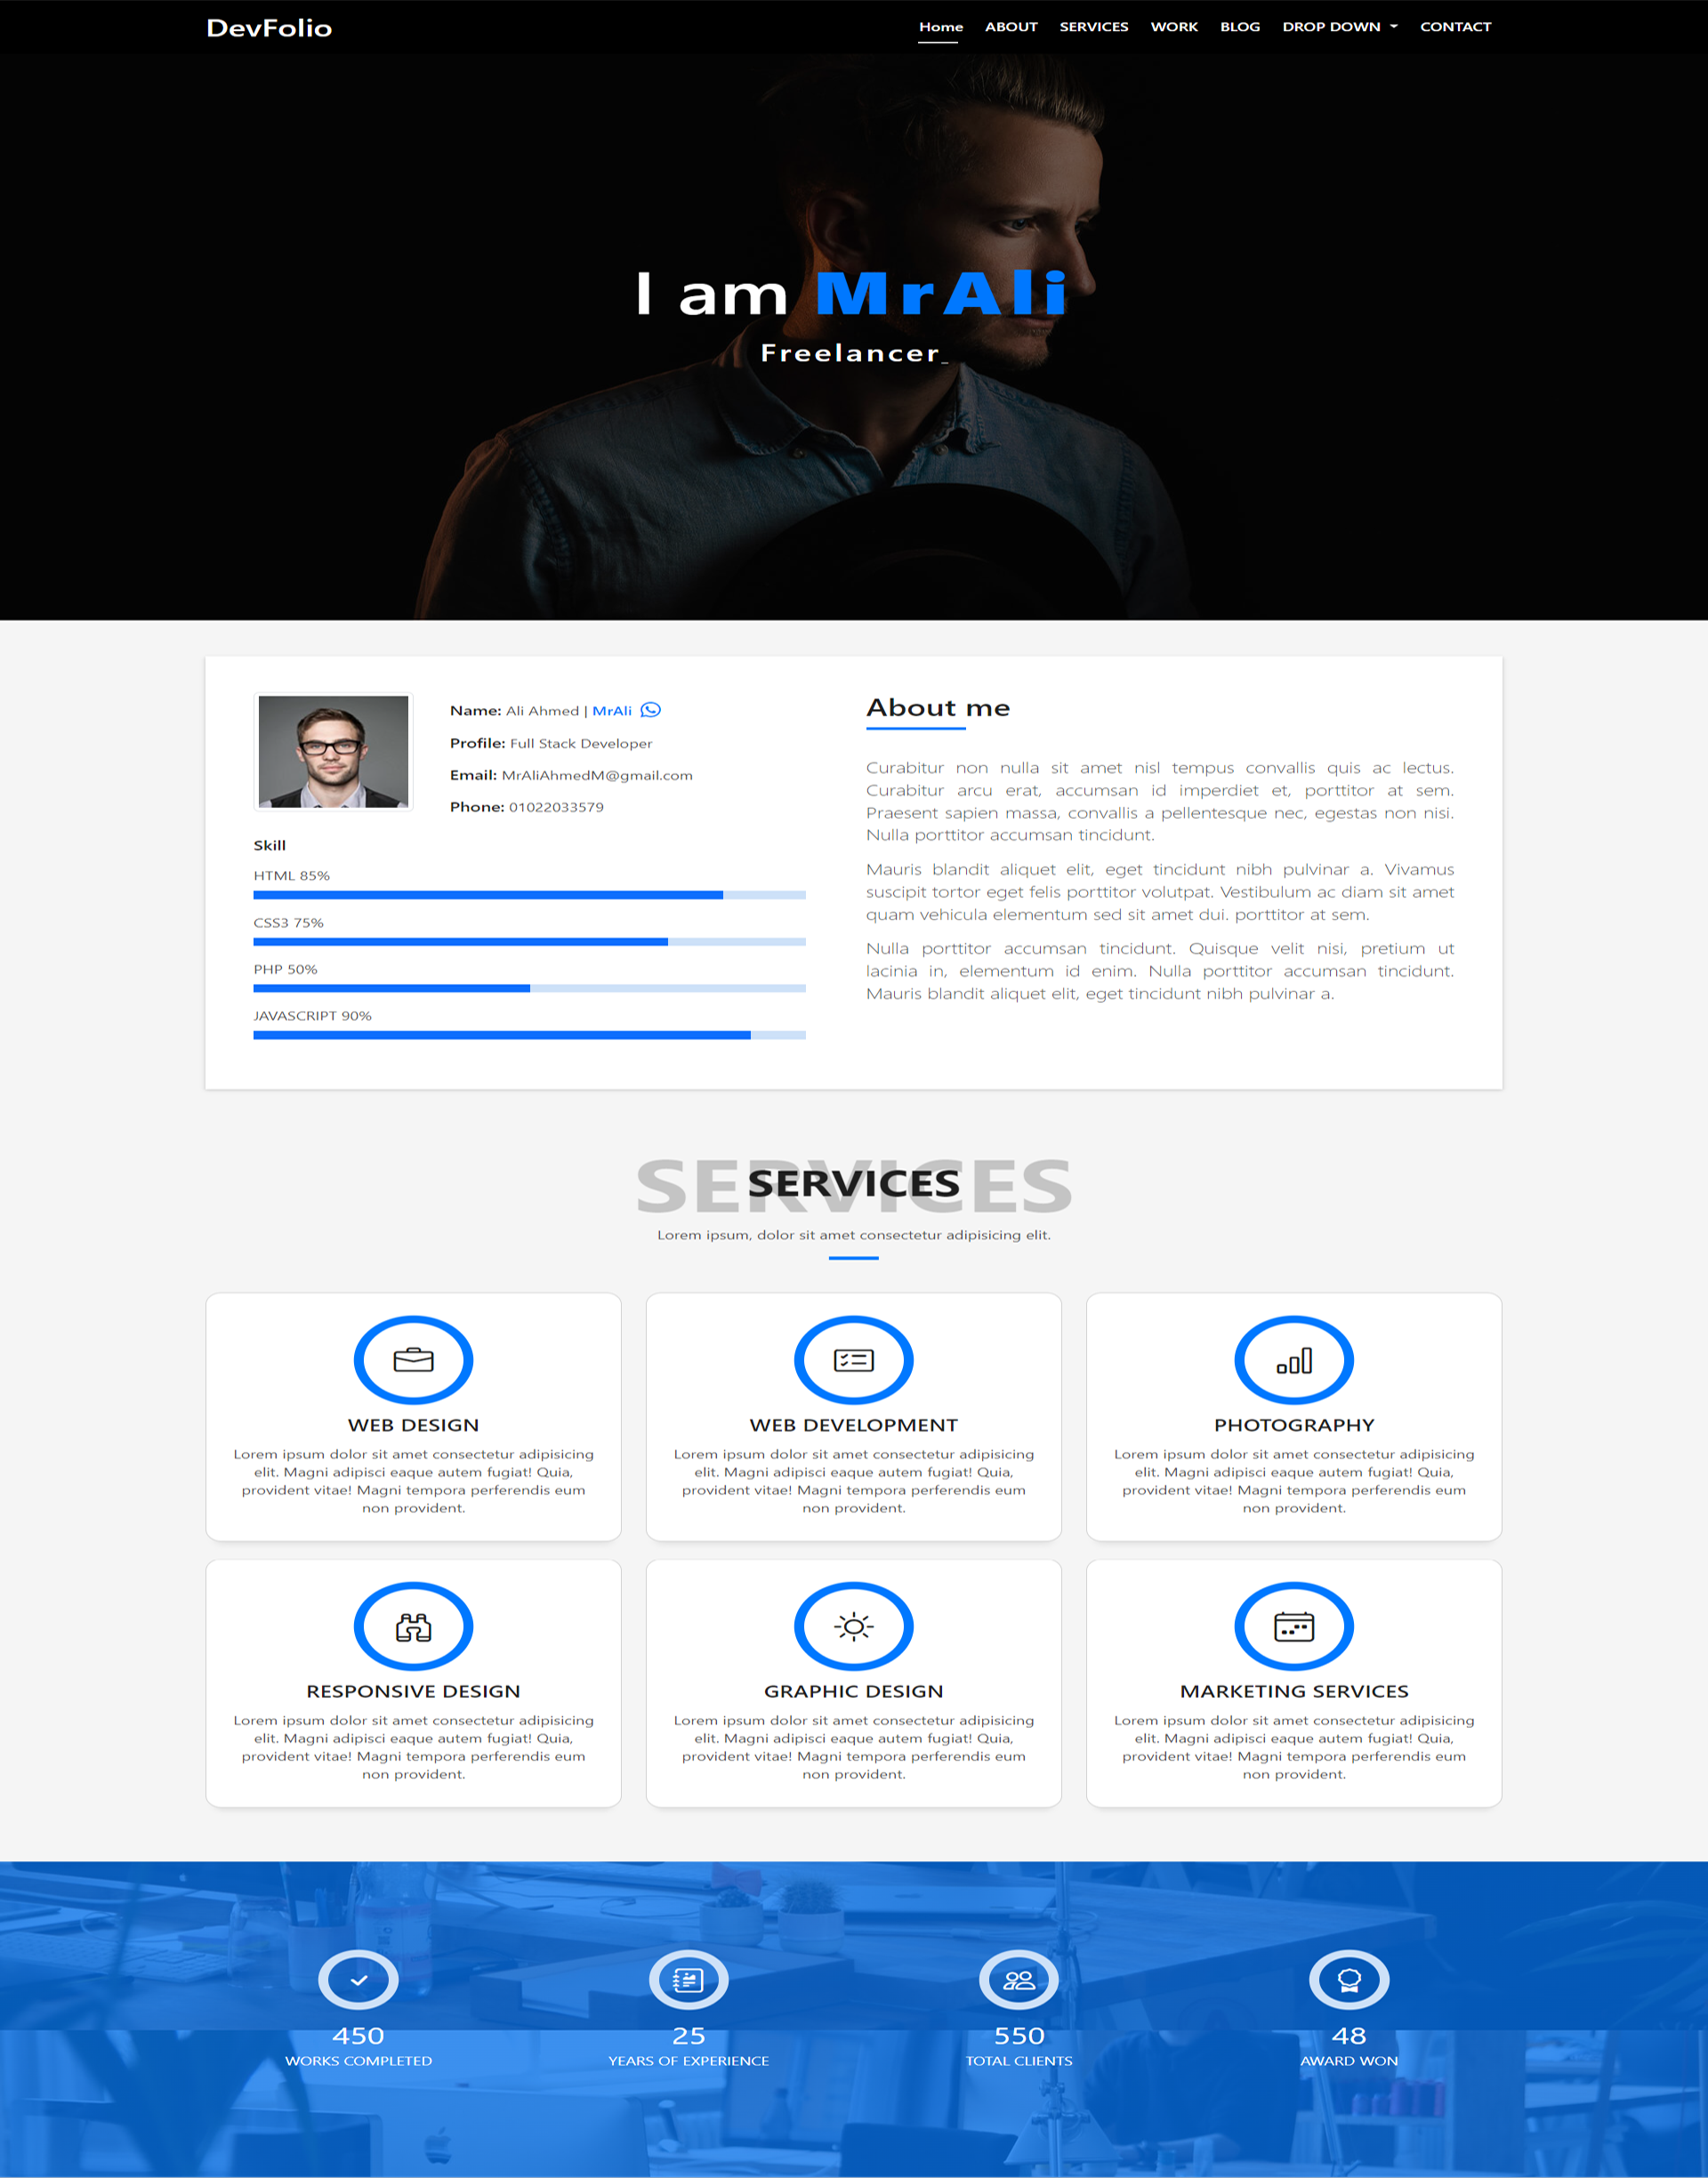 DevFolio
Home ABOUT SERVICES WORK BLOG DROP DOWN CONTACT
I am MrAli
Freelancer_
Name: Ali Ahmed | MrAli
Profile: Full Stack Developer
Email: MrAliAhmedM@gmail.com
Phone: 01022033579
Skill
HTML 85%
CSS3 75%
PHP 50%
JAVASCRIPT 90%
About me
Curabitur non nulla sit amet nisl tempus convallis quis ac lectus.
Curabitur arcu erat, accumsan id imperdiet et, porttitor at sem.
Praesent sapien massa, convallis a pellentesque nec, egestas non nisi.
Nulla porttitor accumsan tincidunt.
Mauris blandit aliquet elit, eget tincidunt nibh pulvinar a. Vivamus
suscipit tortor eget felis porttitor volutpat. Vestibulum ac diam sit amet
quam vehicula elementum sed sit amet dui. porttitor at sem.
Nulla porttitor accumsan tincidunt. Quisque velit nisi, pretium ut
lacinia in, elementum id enim. Nulla porttitor accumsan tincidunt.
Mauris blandit aliquet elit, eget tincidunt nibh pulvinar a.
SERVICES
SERVICES
Lorem ipsum, dolor sit amet consectetur adipisicing elit.
WEB DESIGN
Lorem ipsum dolor sit amet consectetur adipisicing
elit. Magni adipisci eaque autem fugiat! Quia,
provident vitae! Magni tempora perferendis eum
non provident.
WEB DEVELOPMENT
Lorem ipsum dolor sit amet consectetur adipisicing
elit. Magni adipisci eaque autem fugiat! Quia,
provident vitae! Magni tempora perferendis eum
non provident.
PHOTOGRAPHY
Lorem ipsum dolor sit amet consectetur adipisicing
elit. Magni adipisci eaque autem fugiat! Quia,
provident vitae! Magni tempora perferendis eum
non provident.
RESPONSIVE DESIGN
Lorem ipsum dolor sit amet consectetur adipisicing
elit. Magni adipisci eaque autem fugiat! Quia,
provident vitae! Magni tempora perferendis eum
non provident.
GRAPHIC DESIGN
Lorem ipsum dolor sit amet consectetur adipisicing
elit. Magni adipisci eaque autem fugiat! Quia,
provident vitae! Magni tempora perferendis eum
non provident.
MARKETING SERVICES
Lorem ipsum dolor sit amet consectetur adipisicing
elit. Magni adipisci eaque autem fugiat! Quia,
provident vitae! Magni tempora perferendis eum
non provident.
450
WORKS COMPLETED
25
YEARS OF EXPERIENCE
550
TOTAL CLIENTS
48
AWARD WON